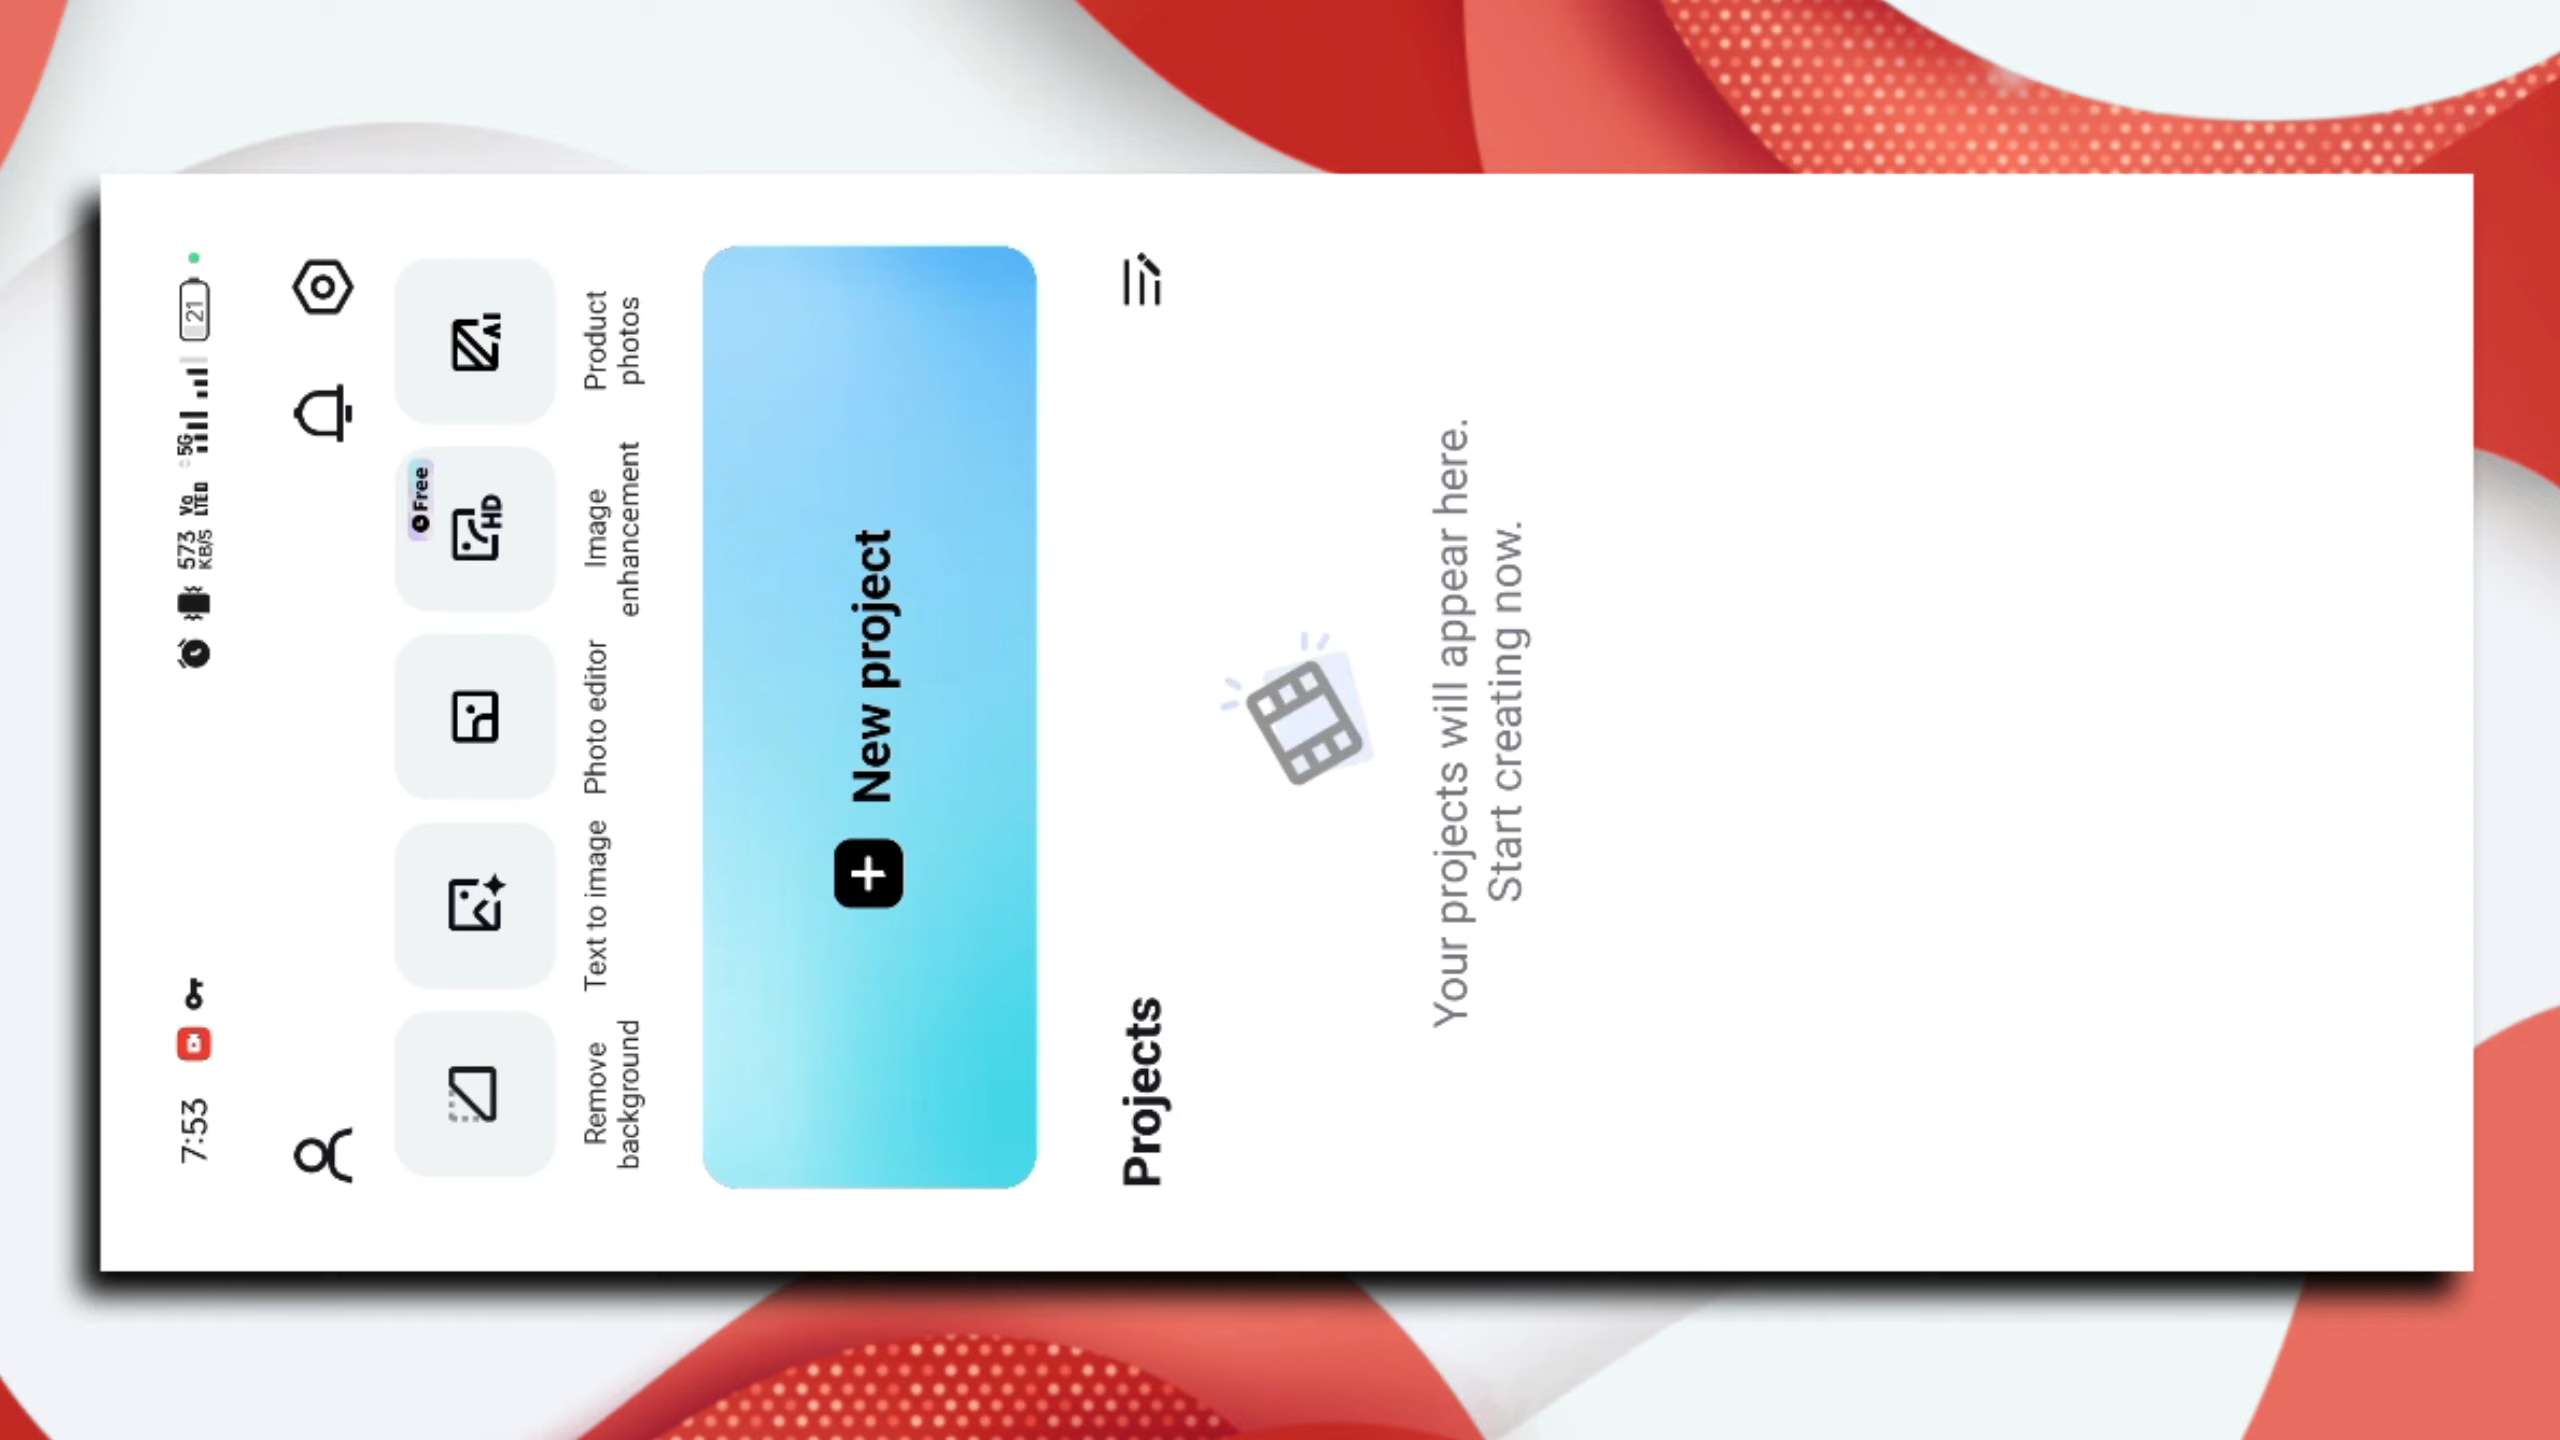 7:53
573 KB/S Vo LTE 5G 21
Free
HD
AI
Remove background
Text to image
Photo editor
Image enhancement
Product photos
New project
Projects
Your projects will appear here.
Start creating now.